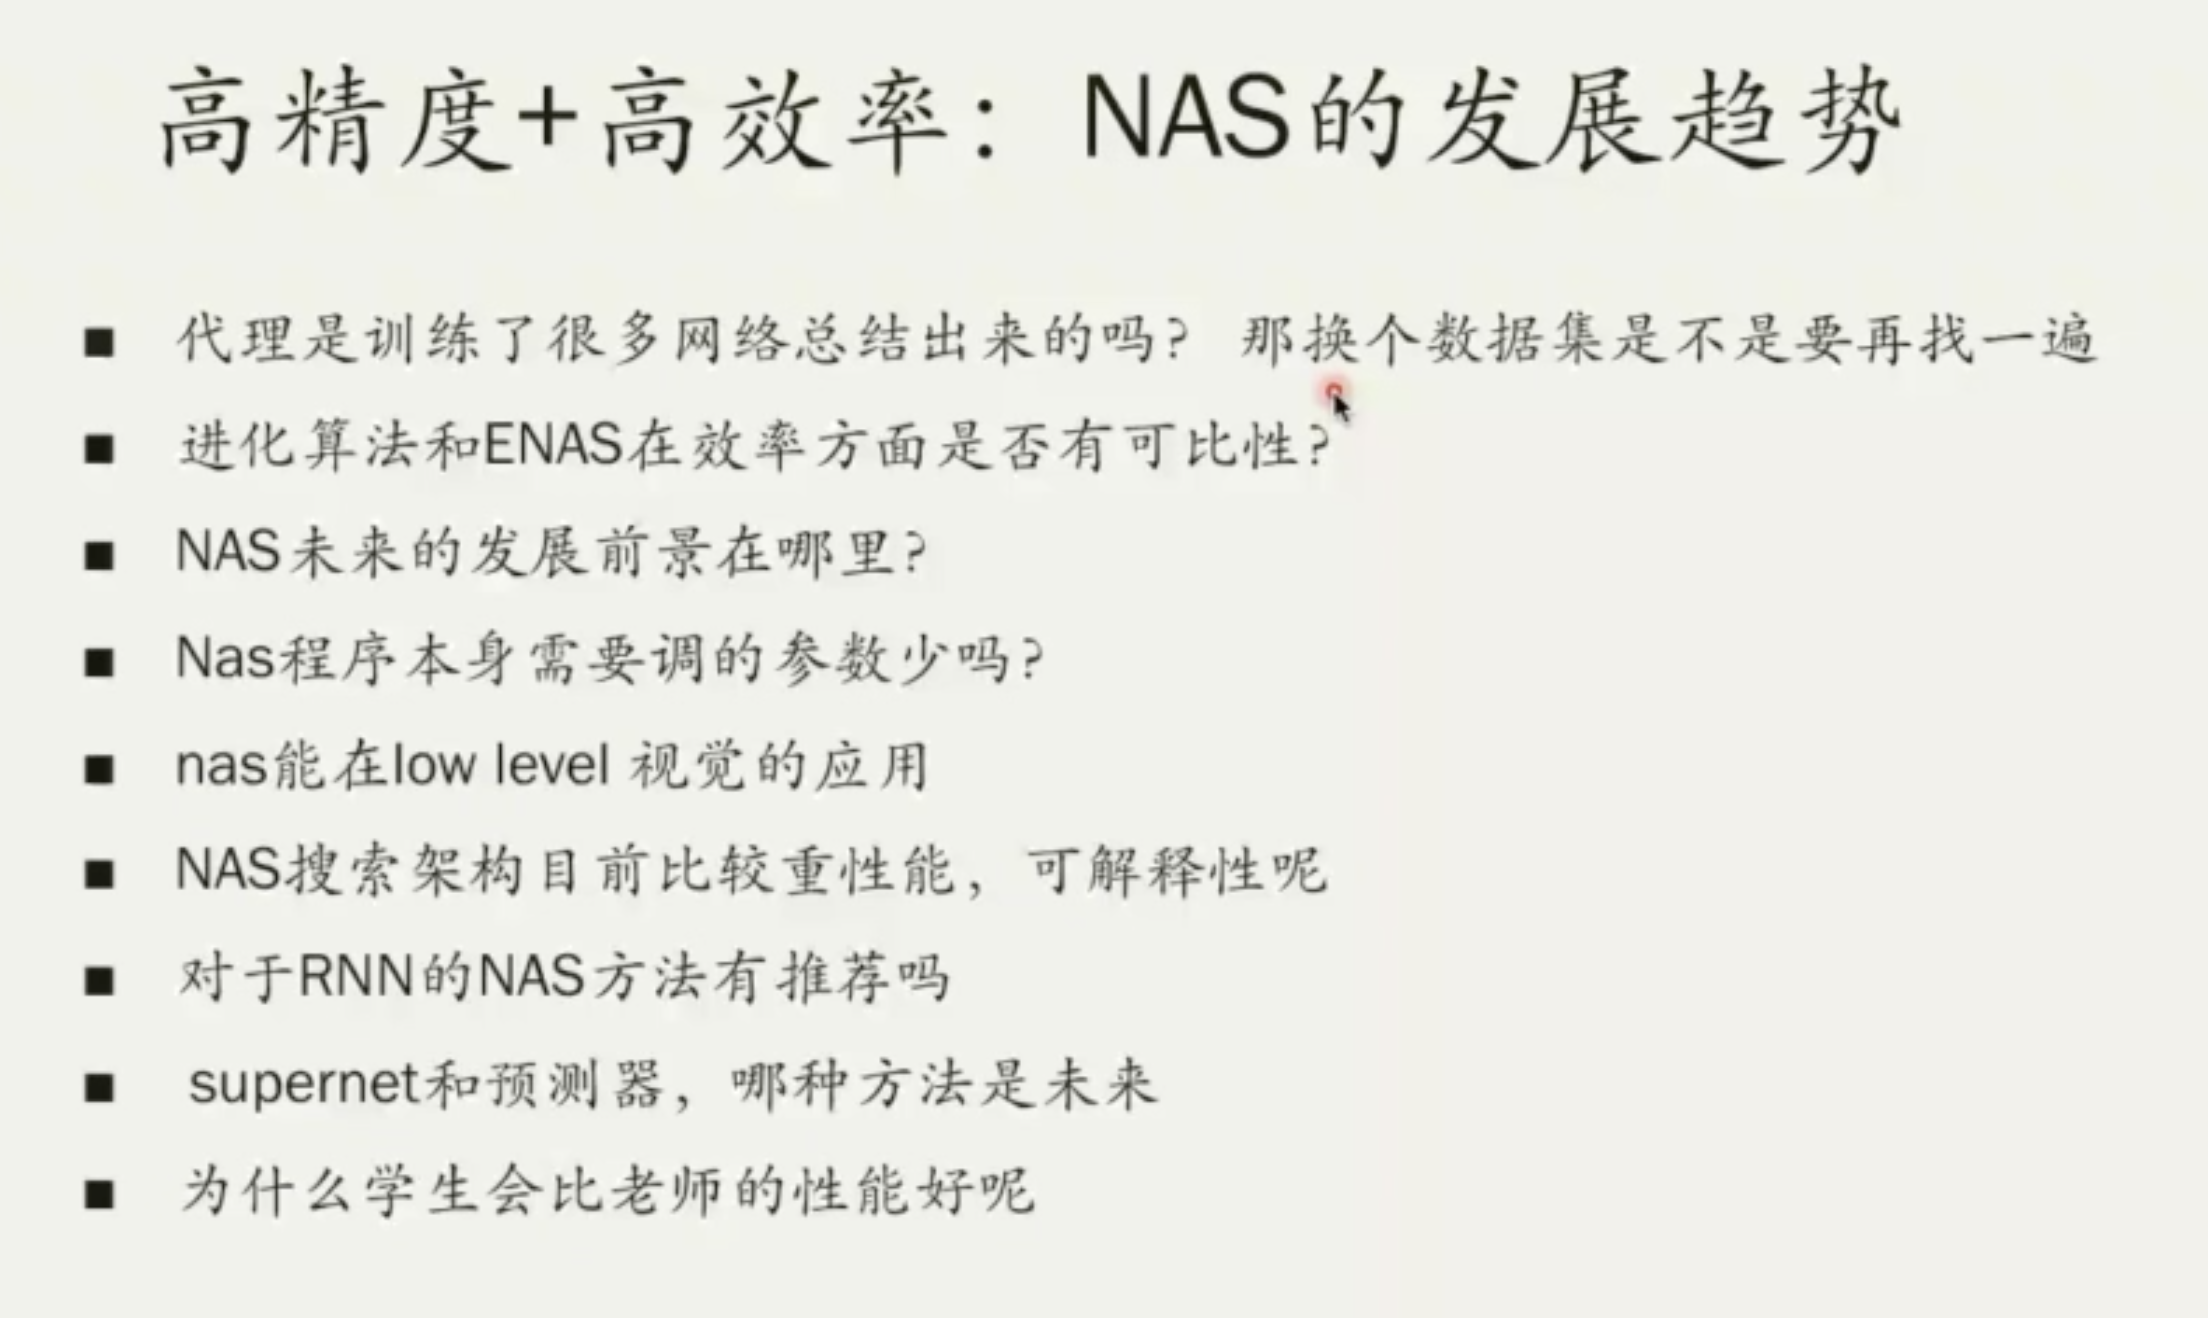 高精度+高效率：NAS的发展趋势
代理是训练了很多网络总结出来的吗？ 那换个数据集是不是要再找一遍
进化算法和ENAS在效率方面是否有可比性？
NAS未来的发展前景在哪里？
Nas程序本身需要调的参数少吗？
nas能在low level 视觉的应用
NAS搜索架构目前比较重性能，可解释性呢
对于RNN的NAS方法有推荐吗
supernet和预测器，哪种方法是未来
为什么学生会比老师的性能好呢